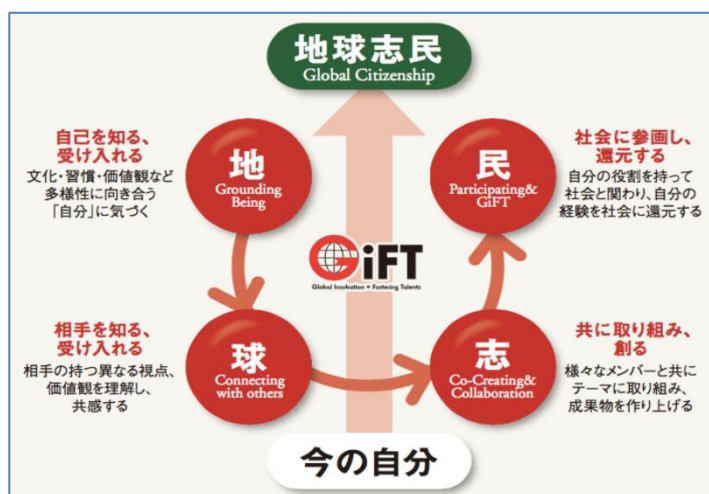 地球志民
Global Citizenship
自己を知る、
受け入れる
文化・習慣・価値観など
多様性に向き合う
「自分」に気づく
地
Grounding
Being
民
Participating&
GiFT
社会に参画し、
還元する
自分の役割を持って
社会と関わり、自分の
経験を社会に還元する
GiFT
Global Incubation × Fostering Talents
相手を知る、
受け入れる
相手の持つ異なる視点、
価値観を理解し、
共感する
球
Connecting
with others
志
Co-Creating&
Collaboration
共に取り組み、
創る
様々なメンバーと共に
テーマに取り組み、
成果物を作り上げる
今の自分